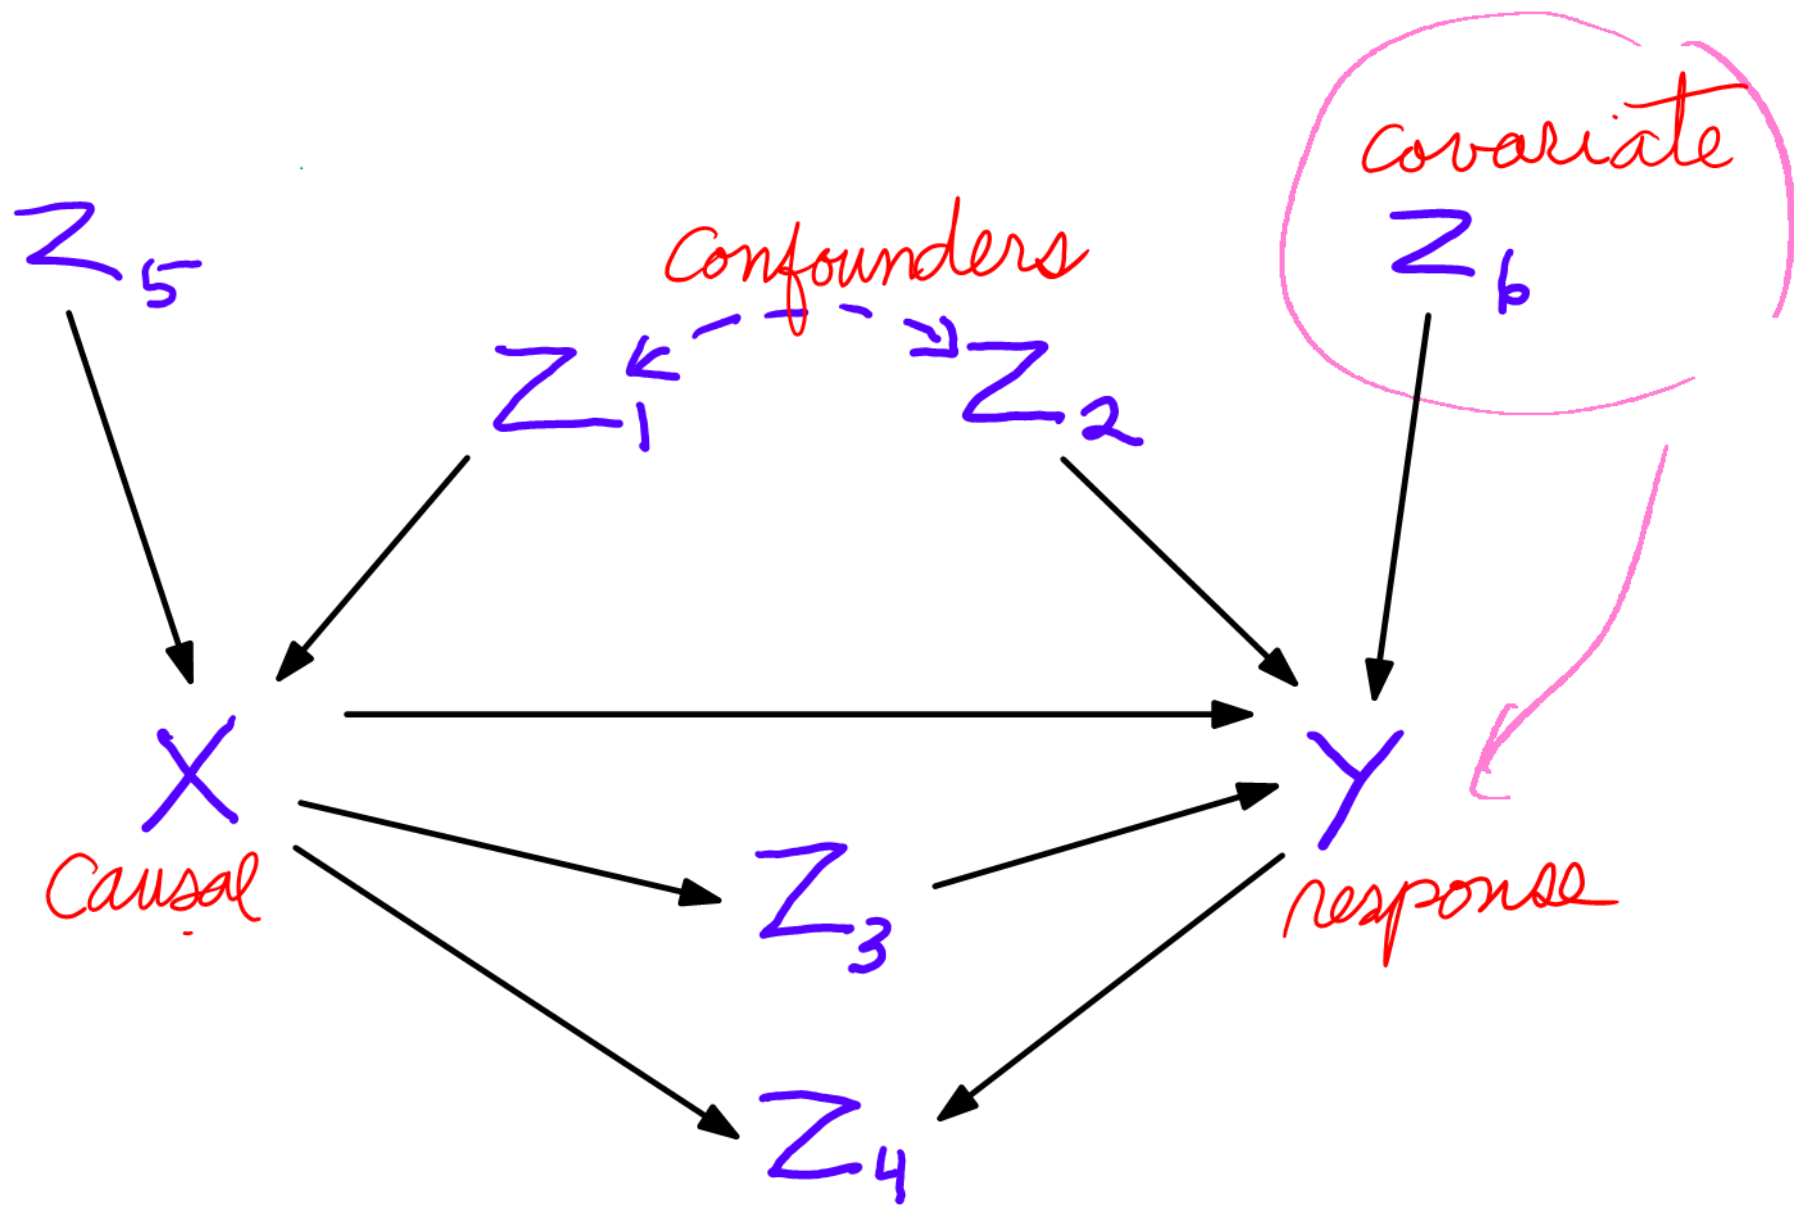 covariate
Z5
confounders
Z6
Z1
Z2
X
Y
causal
response
Z3
Z4